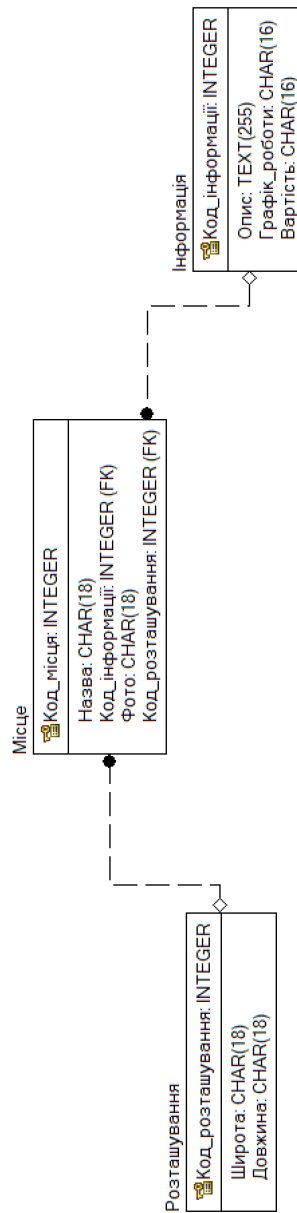 Розташування
Код_розташування: INTEGER
Широта: CHAR(18)
Довжина: CHAR(18)
Місце
Код_місця: INTEGER
Назва: CHAR(18)
Код_інформації: INTEGER (FK)
Фото: CHAR(18)
Код_розташування: INTEGER (FK)
Інформація
Код_інформації: INTEGER
Опис: TEXT(255)
Графік_роботи: CHAR(16)
Вартість: CHAR(16)